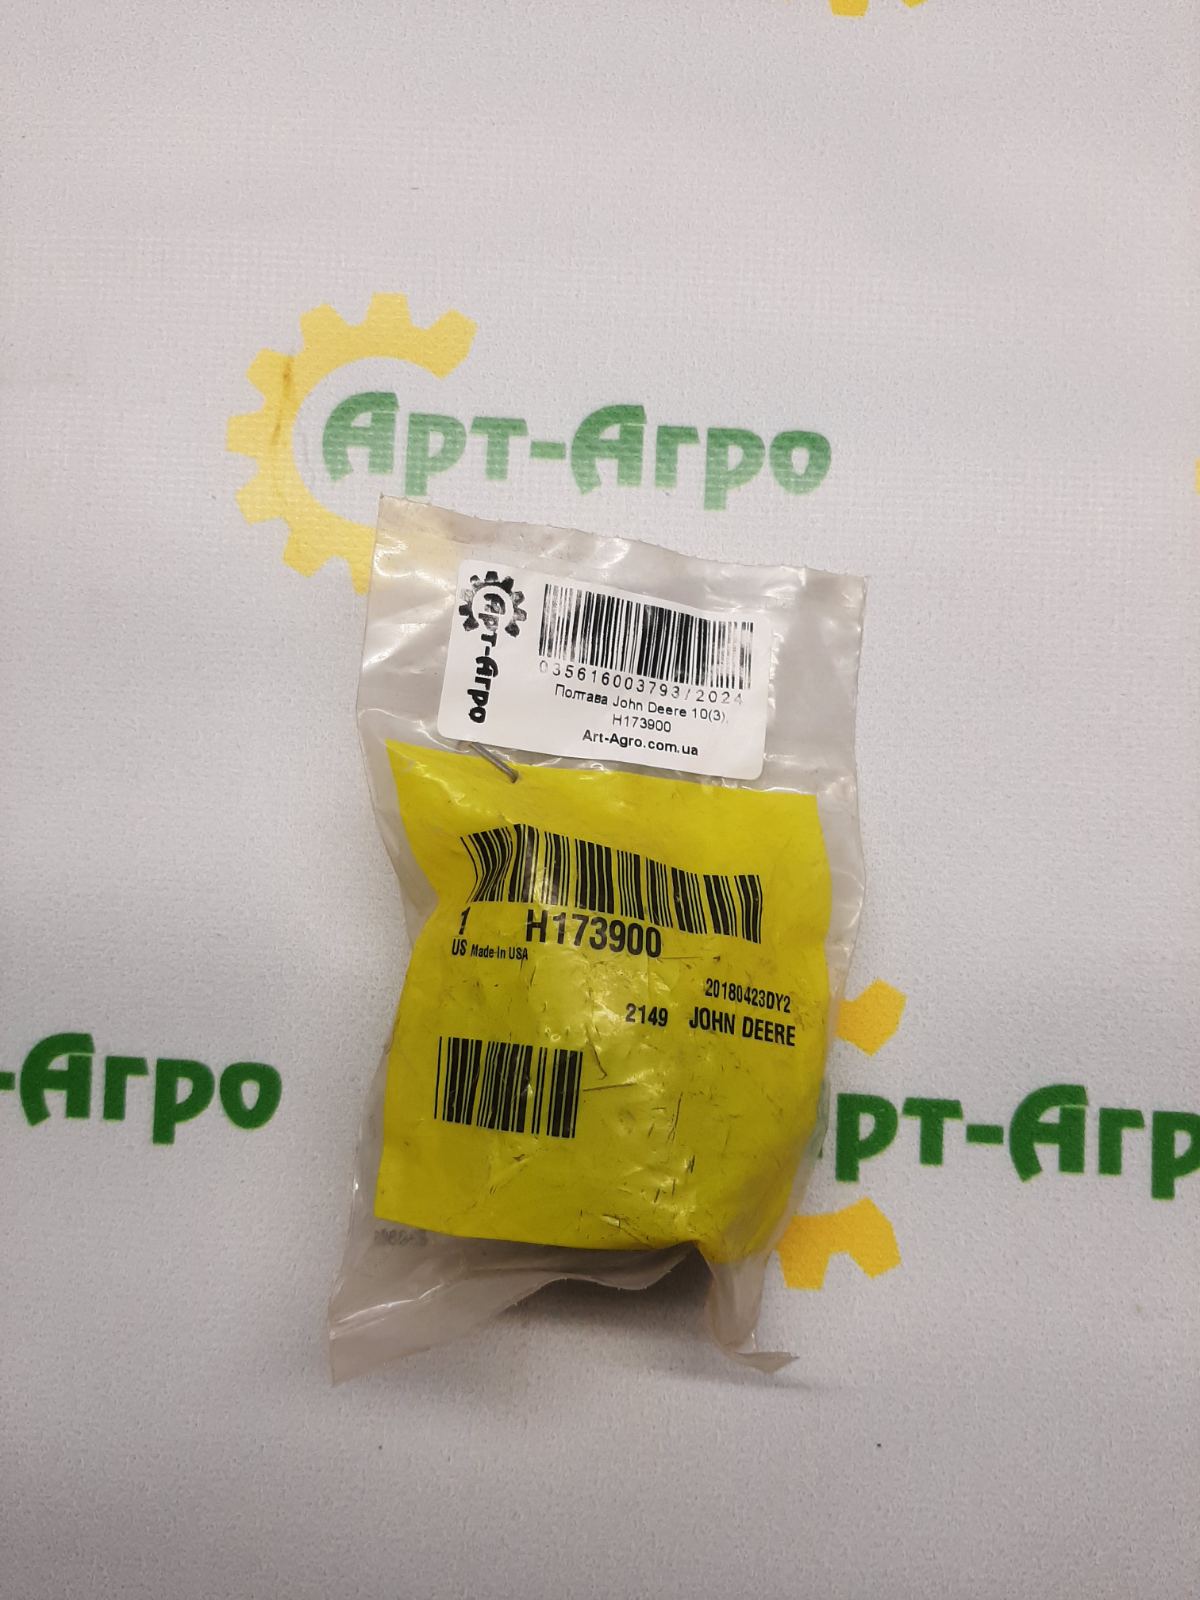 Арт-Агро
Арт-Агро
035616003793/2024
Полтава John Deere 10(3),
H173900
Art-Agro.com.ua
1 H173900
US Made In USA
20180423DY2
2149 JOHN DEERE
-Агро
рт-Агр